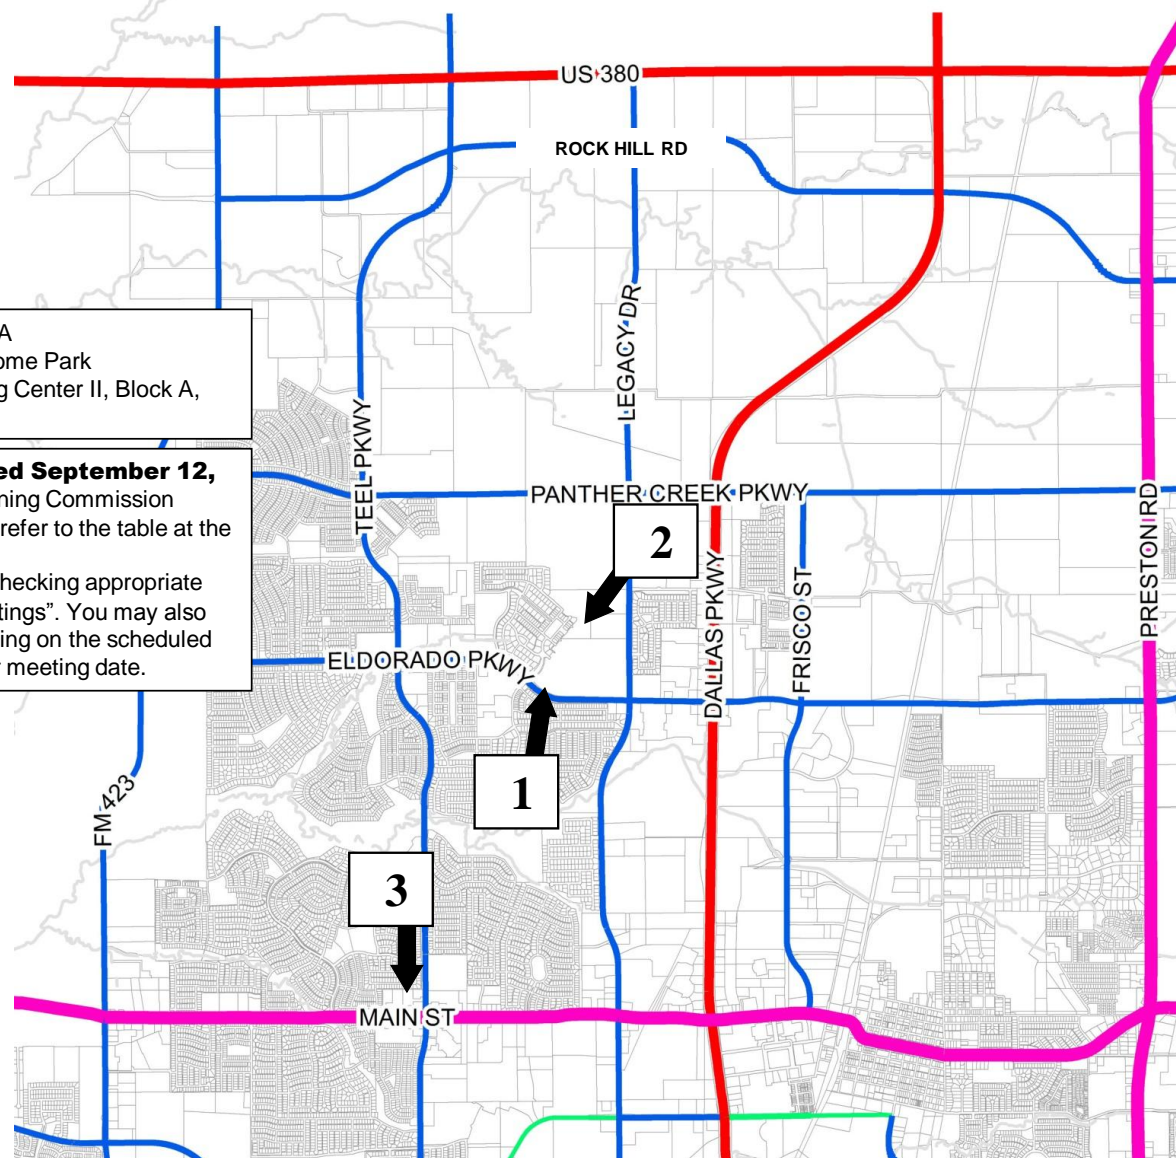 US 380
ROCK HILL RD
LEGACY DR
A
ome Park
g Center II, Block A,
TEEL PKWY
ed September 12,
ning Commission
refer to the table at the
hecking appropriate
tings”. You may also
ing on the scheduled
r meeting date.
PANTHER CREEK PKWY
PRESTON RD
2
DALLAS PKWY
FRISCO ST
ELDORADO PKWY
1
FM 423
3
MAIN ST